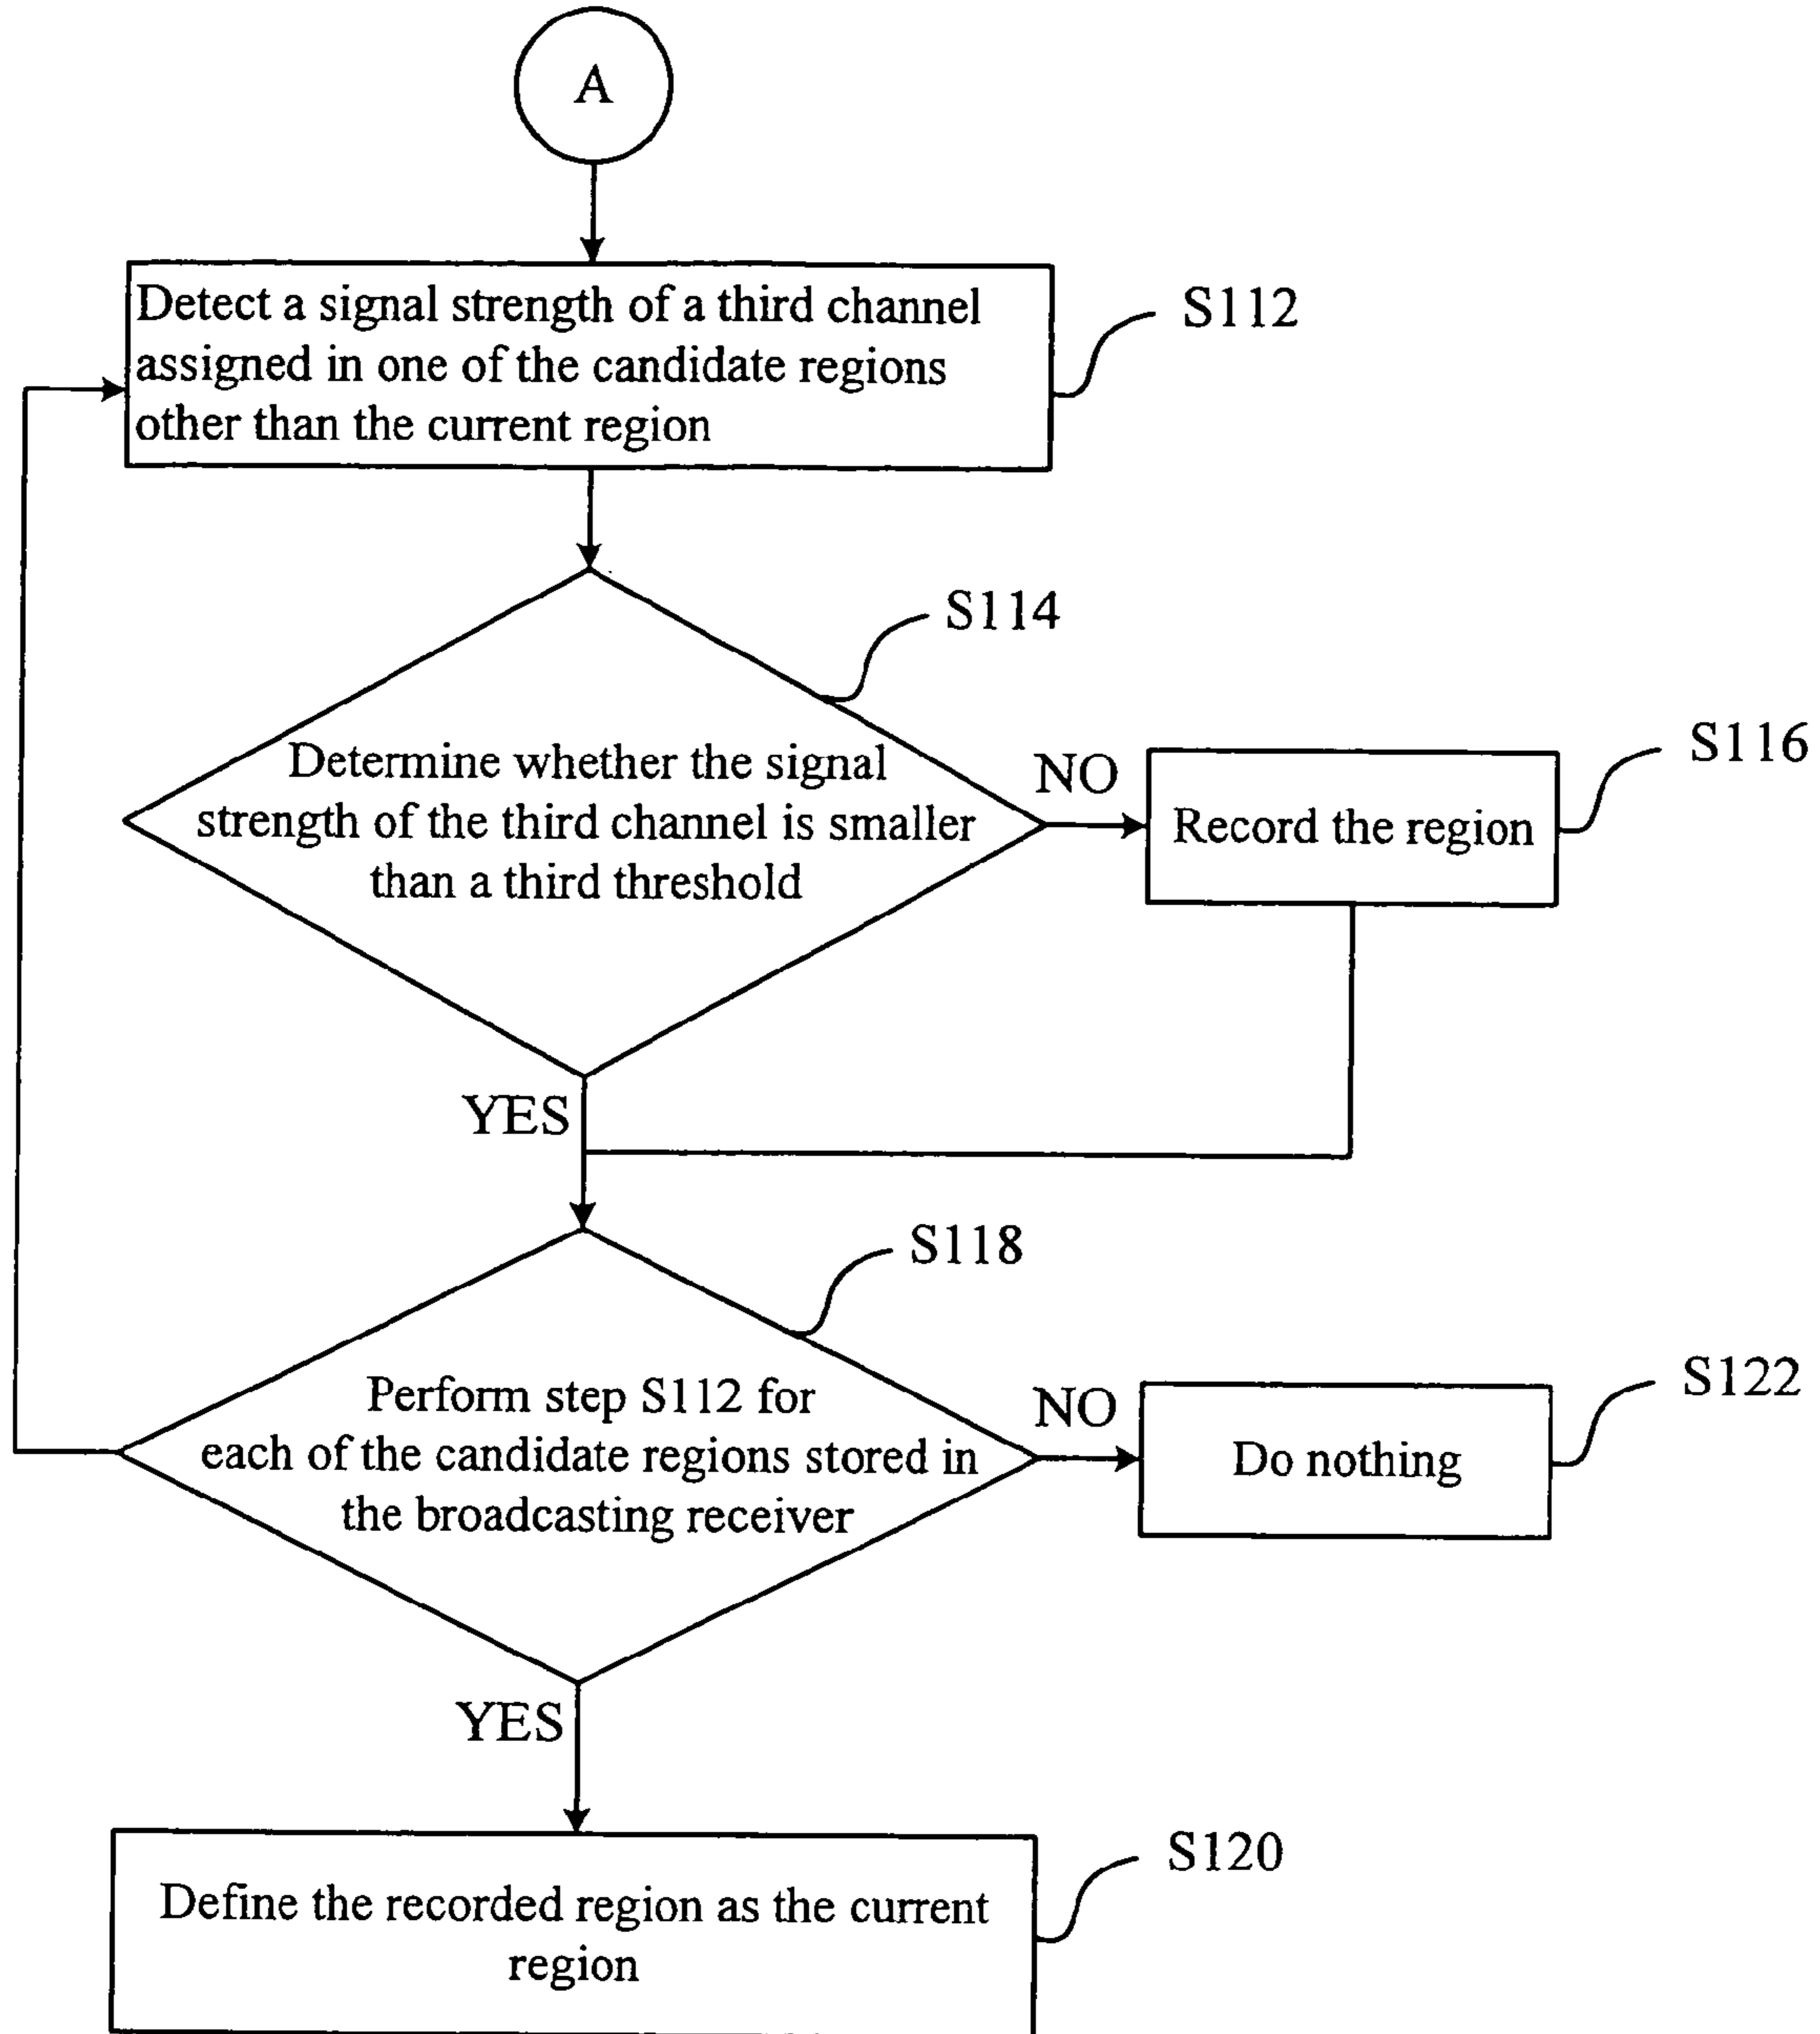 A
Detect a signal strength of a third channel
assigned in one of the candidate regions
other than the current region
S112
S114
Determine whether the signal
strength of the third channel is smaller
than a third threshold
NO
Record the region
S116
YES
S118
Perform step S112 for
each of the candidate regions stored in
the broadcasting receiver
NO
Do nothing
S122
YES
S120
Define the recorded region as the current
region